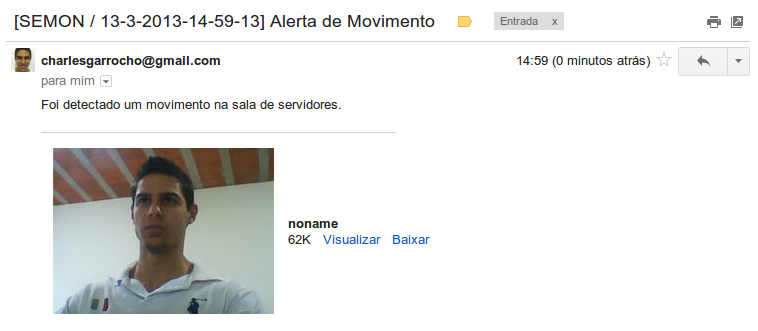 [SEMON / 13-3-2013-14-59-13] Alerta de Movimento Entrada x
charlesgarrocho@gmail.com 14:59 (0 minutos atrás)
para mim
Foi detectado um movimento na sala de servidores.
noname
62K Visualizar Baixar